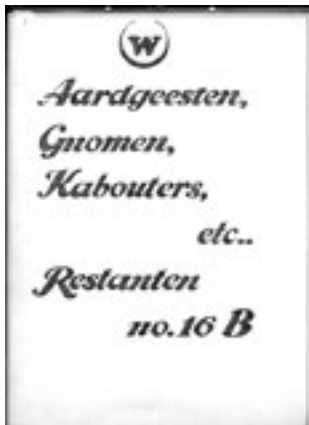 W
Aardgeesten,
Gnomen,
Kabouters,
etc..
Restanten
no. 16 B